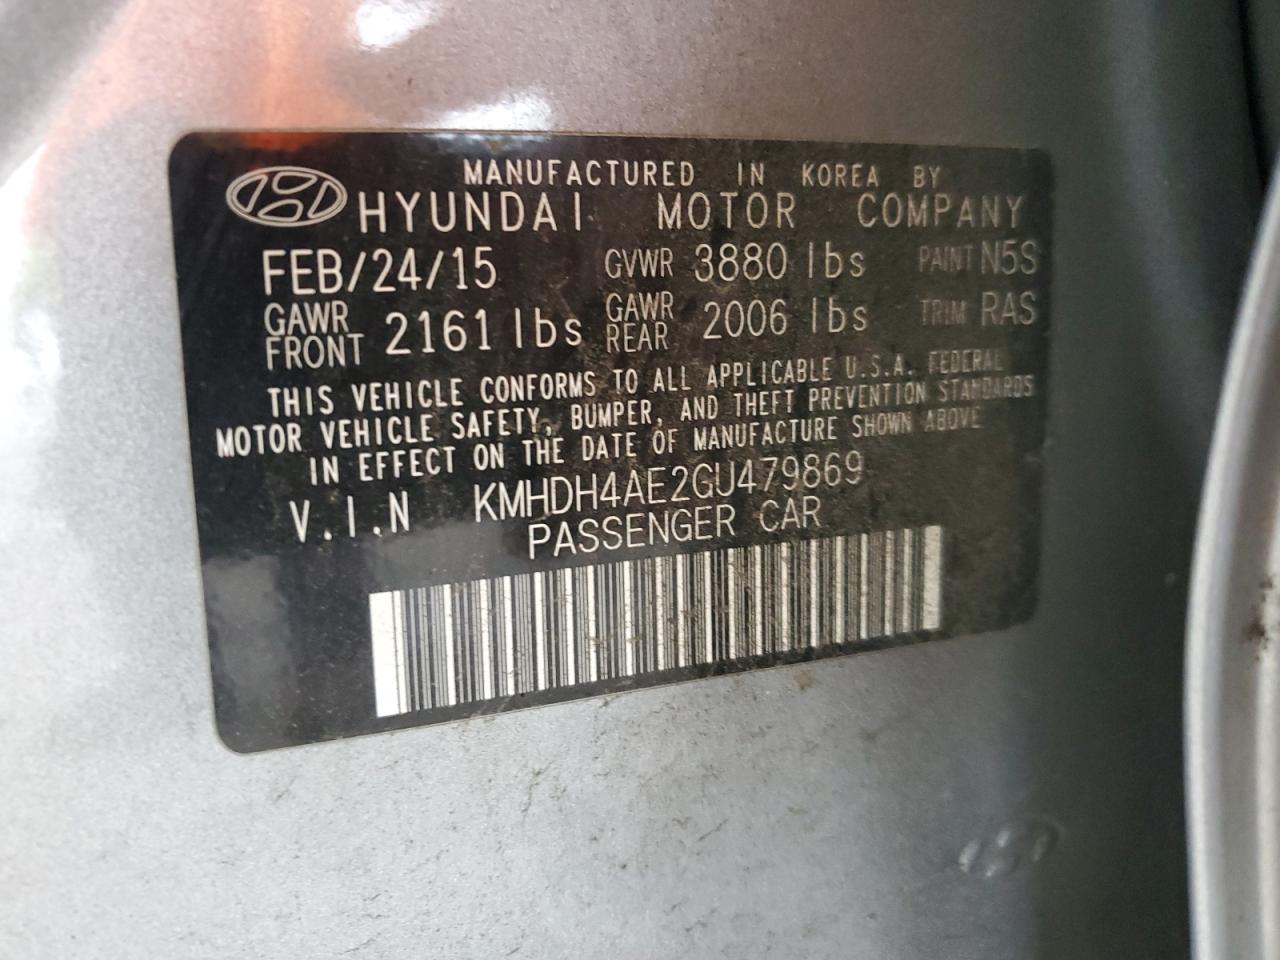 MANUFACTURED IN KOREA BY
HYUNDAI MOTOR COMPANY
FEB/24/15 GVWR 3880 lbs PAINT N5S
GAWR FRONT 2161 lbs GAWR REAR 2006 lbs TRIM RAS
THIS VEHICLE CONFORMS TO ALL APPLICABLE U.S.A. FEDERAL
MOTOR VEHICLE SAFETY, BUMPER, AND THEFT PREVENTION STANDARDS
IN EFFECT ON THE DATE OF MANUFACTURE SHOWN ABOVE
V.I.N KMHDH4AE2GU479869
PASSENGER CAR